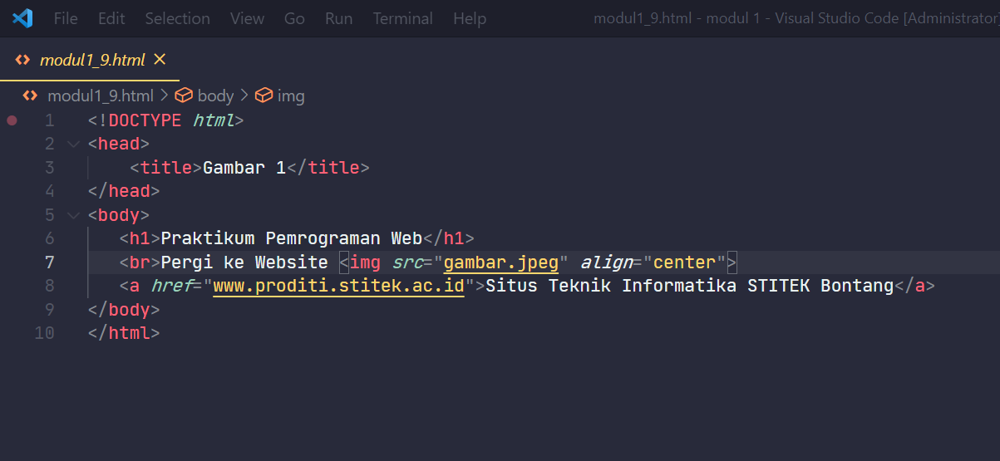 File Edit Selection View Go Run Terminal Help modul1_9.html - modul 1 - Visual Studio Code [Administrator]
modul1_9.html
modul1_9.html > body > img
1 <!DOCTYPE html>
2 <head>
3 <title>Gambar 1</title>
4 </head>
5 <body>
6 <h1>Praktikum Pemrograman Web</h1>
7 <br>Pergi ke Website <img src="gambar.jpeg" align="center">
8 <a href="www.proditi.stitek.ac.id">Situs Teknik Informatika STITEK Bontang</a>
9 </body>
10 </html>